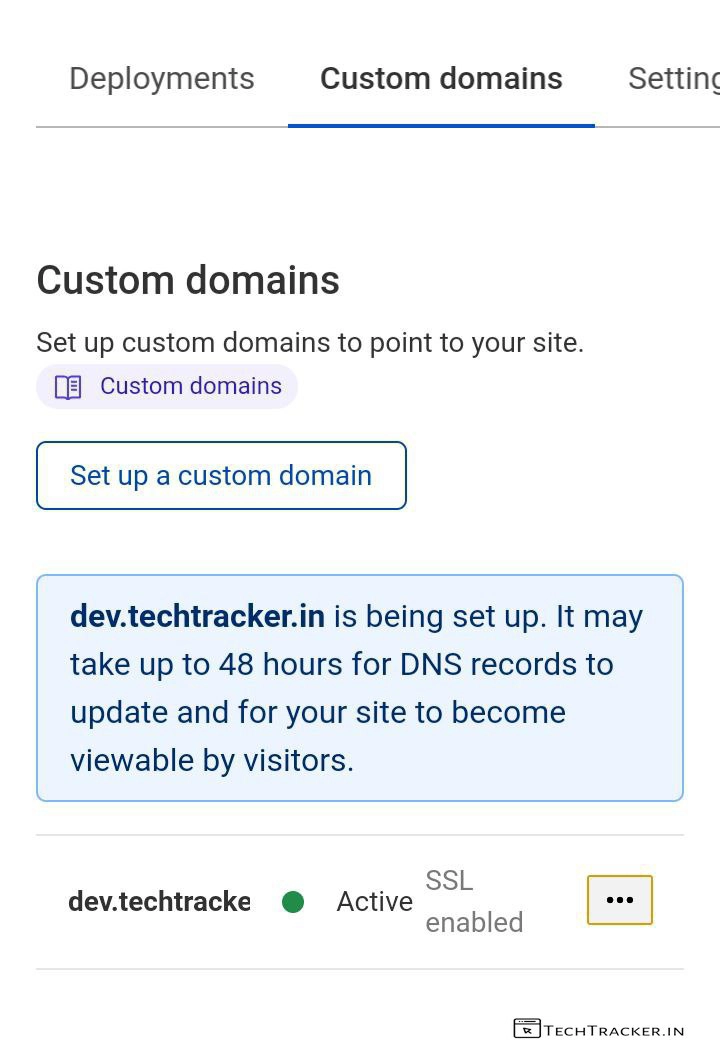 Deployments Custom domains Setting
Custom domains
Set up custom domains to point to your site.
Custom domains
Set up a custom domain
dev.techtracker.in is being set up. It may
take up to 48 hours for DNS records to
update and for your site to become
viewable by visitors.
dev.techtracke Active SSL
enabled
TECHTRACKER.IN